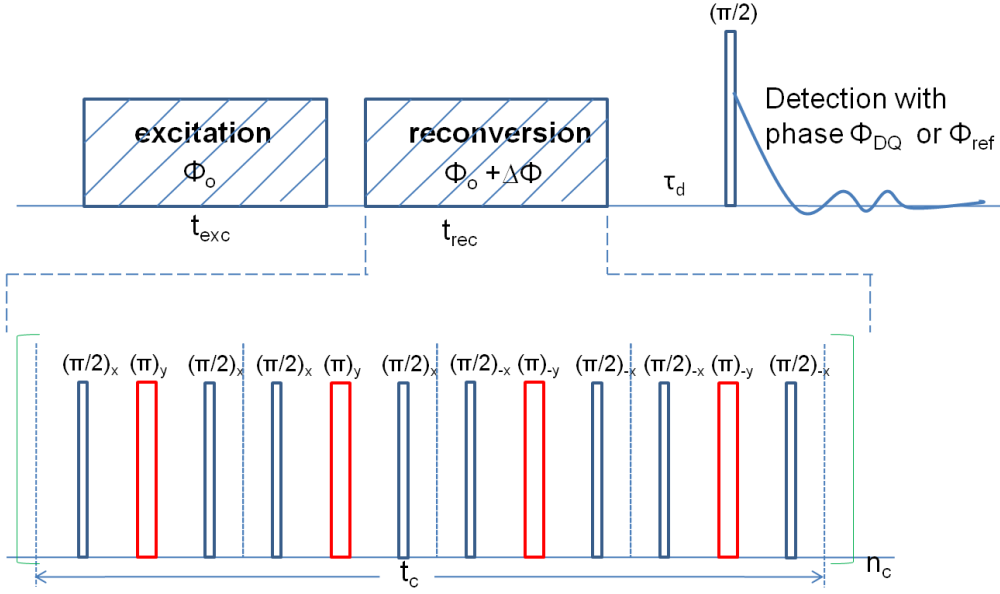 (π/2)
excitation
Φo
reconversion
Φo +ΔΦ
Detection with
phase ΦDQ or Φref
τd
texc
trec
(π/2)x (π)y (π/2)x (π/2)x (π)y (π/2)x (π/2)-x (π)-y (π/2)-x (π/2)-x (π)-y (π/2)-x
nc
tc